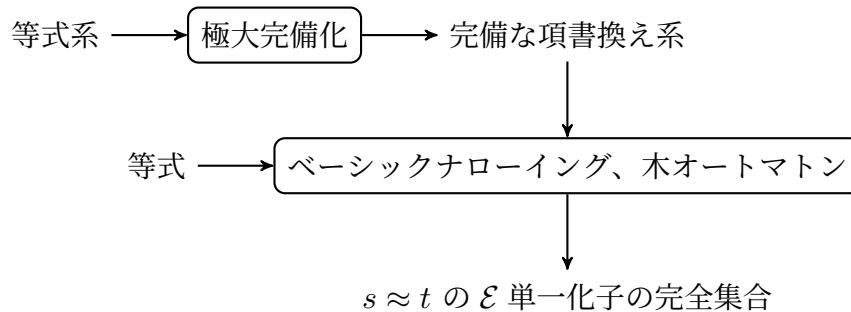 等式系 極大完備化 完備な項書換え系
等式 ベーシックナローイング、木オートマトン
s ≈ t の ℰ 単一化子の完全集合